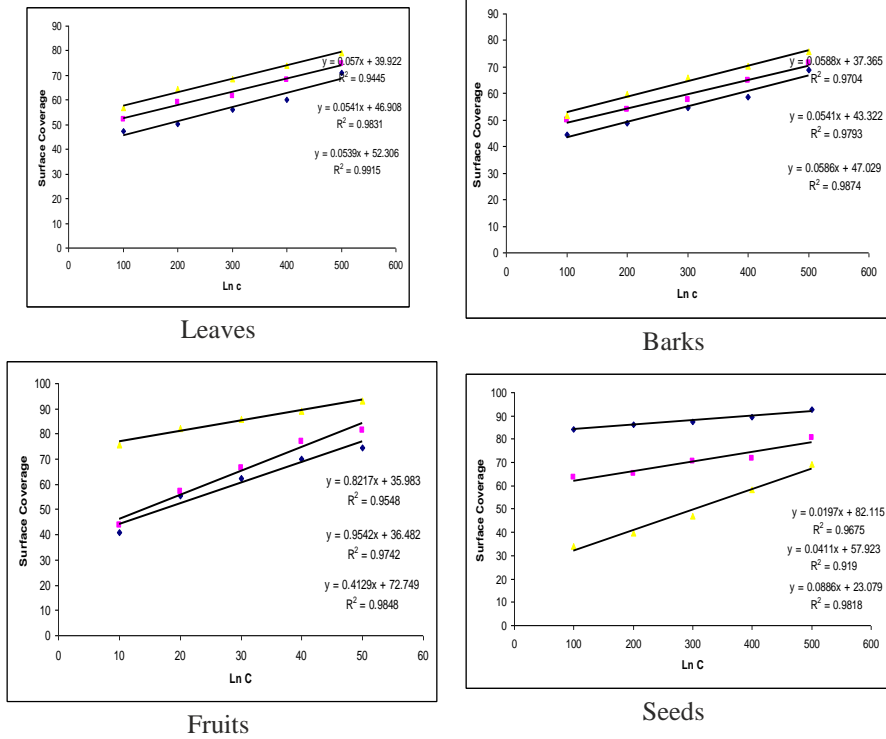 90
80
70
60
50
40
30
20
10
0
Surface Coverage
0 100 200 300 400 500 600
Ln c
y = 0.057x + 39.922
R² = 0.9445
y = 0.0541x + 46.908
R² = 0.9831
y = 0.0539x + 52.306
R² = 0.9915
Leaves
90
80
70
60
50
40
30
20
10
0
Surface Coverage
0 100 200 300 400 500 600
Ln c
y = 0.0588x + 37.365
R² = 0.9704
y = 0.0541x + 43.322
R² = 0.9793
y = 0.0586x + 47.029
R² = 0.9874
Barks
100
90
80
70
60
50
40
30
20
10
0
Surface Coverage
0 10 20 30 40 50 60
Ln C
y = 0.8217x + 35.983
R² = 0.9548
y = 0.9542x + 36.482
R² = 0.9742
y = 0.4129x + 72.749
R² = 0.9848
Fruits
100
90
80
70
60
50
40
30
20
10
0
Surface Coverage
0 100 200 300 400 500 600
Ln C
y = 0.0197x + 82.115
R² = 0.9675
y = 0.0411x + 57.923
R² = 0.919
y = 0.0886x + 23.079
R² = 0.9818
Seeds